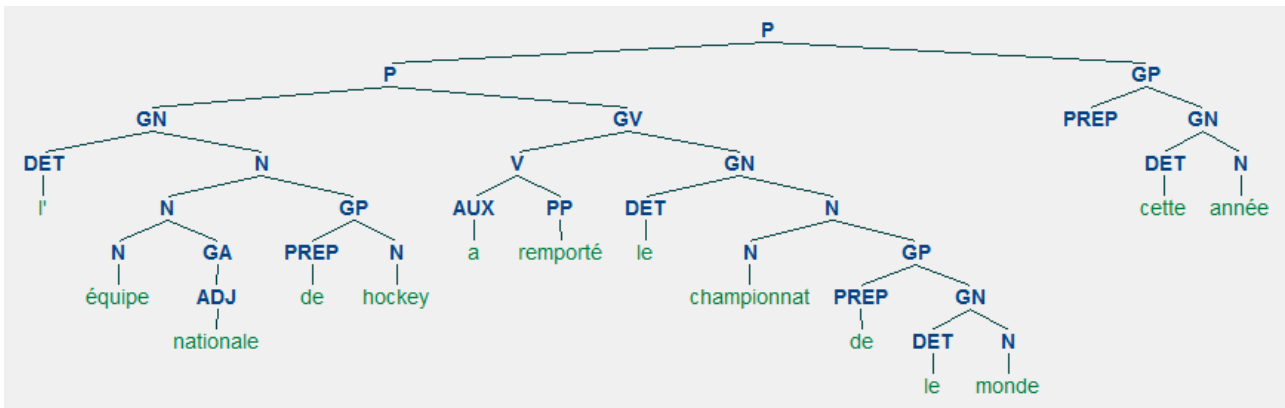 P
P GP
GN GV PREP GN
DET N V GN DET N
l' N GP AUX PP DET N cette année
N GA PREP N a remporté le N GP
équipe ADJ de hockey championnat PREP GN
nationale de DET N
le monde